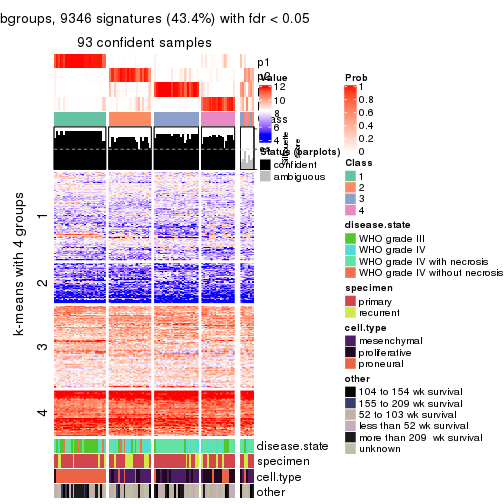 bgroups, 9346 signatures (43.4%) with fdr < 0.05
93 confident samples
p1
Value
12
10
8
6
4
Prob
1
0.8
0.6
0.4
0.2
0
Silhouette
score
Status (barplots)
confident
ambiguous
Class
1
2
3
4
disease.state
WHO grade III
WHO grade IV
WHO grade IV with necrosis
WHO grade IV without necrosis
specimen
primary
recurrent
cell.type
mesenchymal
proliferative
proneural
other
104 to 154 wk survival
155 to 209 wk survival
52 to 103 wk survival
less than 52 wk survival
more than 209 wk survival
unknown
k-means with 4 groups
1
2
3
4
disease.state
specimen
cell.type
other